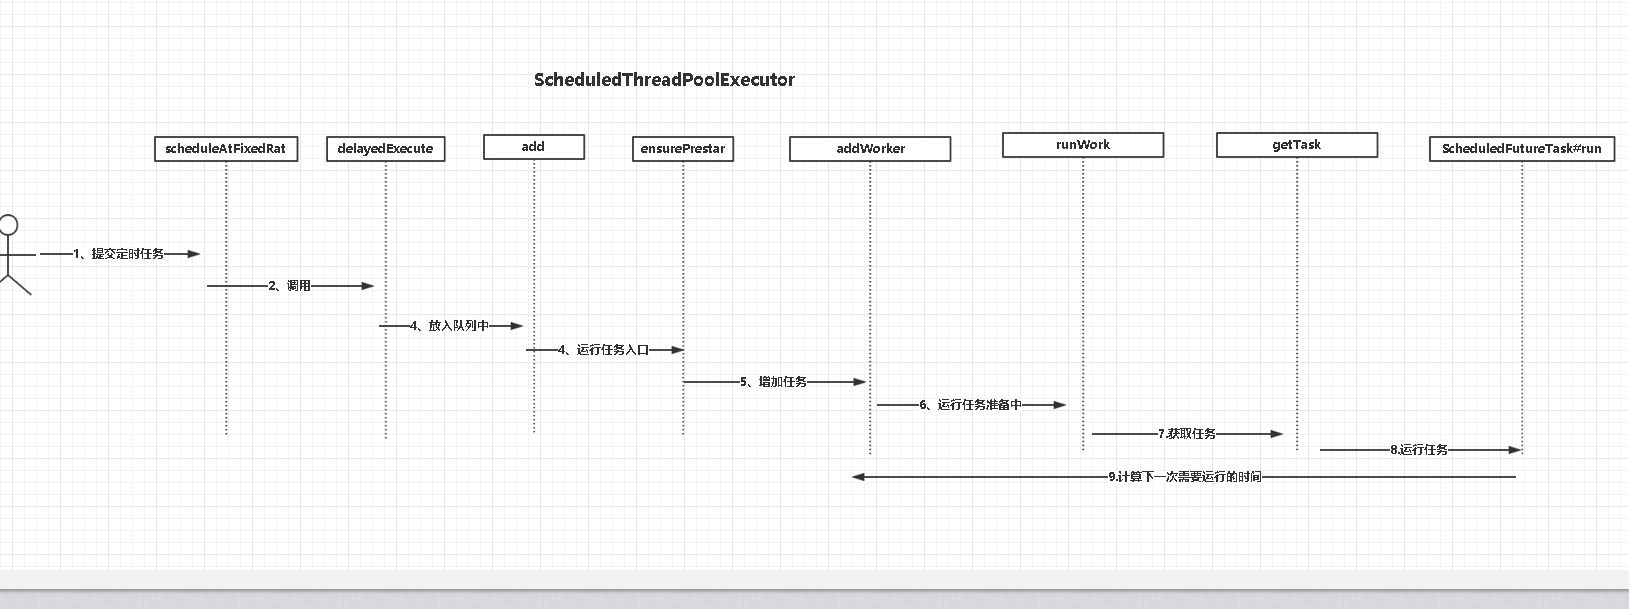 ScheduledThreadPoolExecutor
scheduleAtFixedRat
delayedExecute
add
ensurePrestar
addWorker
runWork
getTask
ScheduledFutureTask#run
1、提交定时任务
2、调用
4、放入队列中
4、运行任务入口
5、增加任务
6、运行任务准备中
7.获取任务
8.运行任务
9.计算下一次需要运行的时间